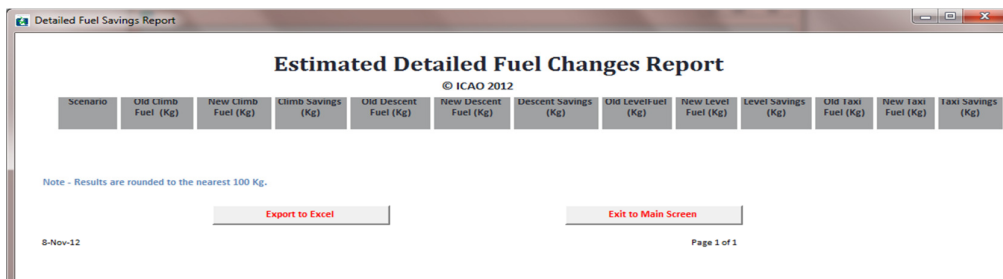 Detailed Fuel Savings Report
Estimated Detailed Fuel Changes Report
© ICAO 2012
Scenario Old Climb New Climb Climb Savings Old Descent New Descent Descent Savings Old LevelFuel New Level Level Savings Old Taxi New Taxi Taxi Savings
Fuel (Kg) Fuel (Kg) (Kg) Fuel (Kg) Fuel (Kg) (Kg) (Kg) Fuel (Kg) (Kg) Fuel (Kg) Fuel (Kg) (Kg)
Note - Results are rounded to the nearest 100 Kg.
Export to Excel Exit to Main Screen
8-Nov-12 Page 1 of 1